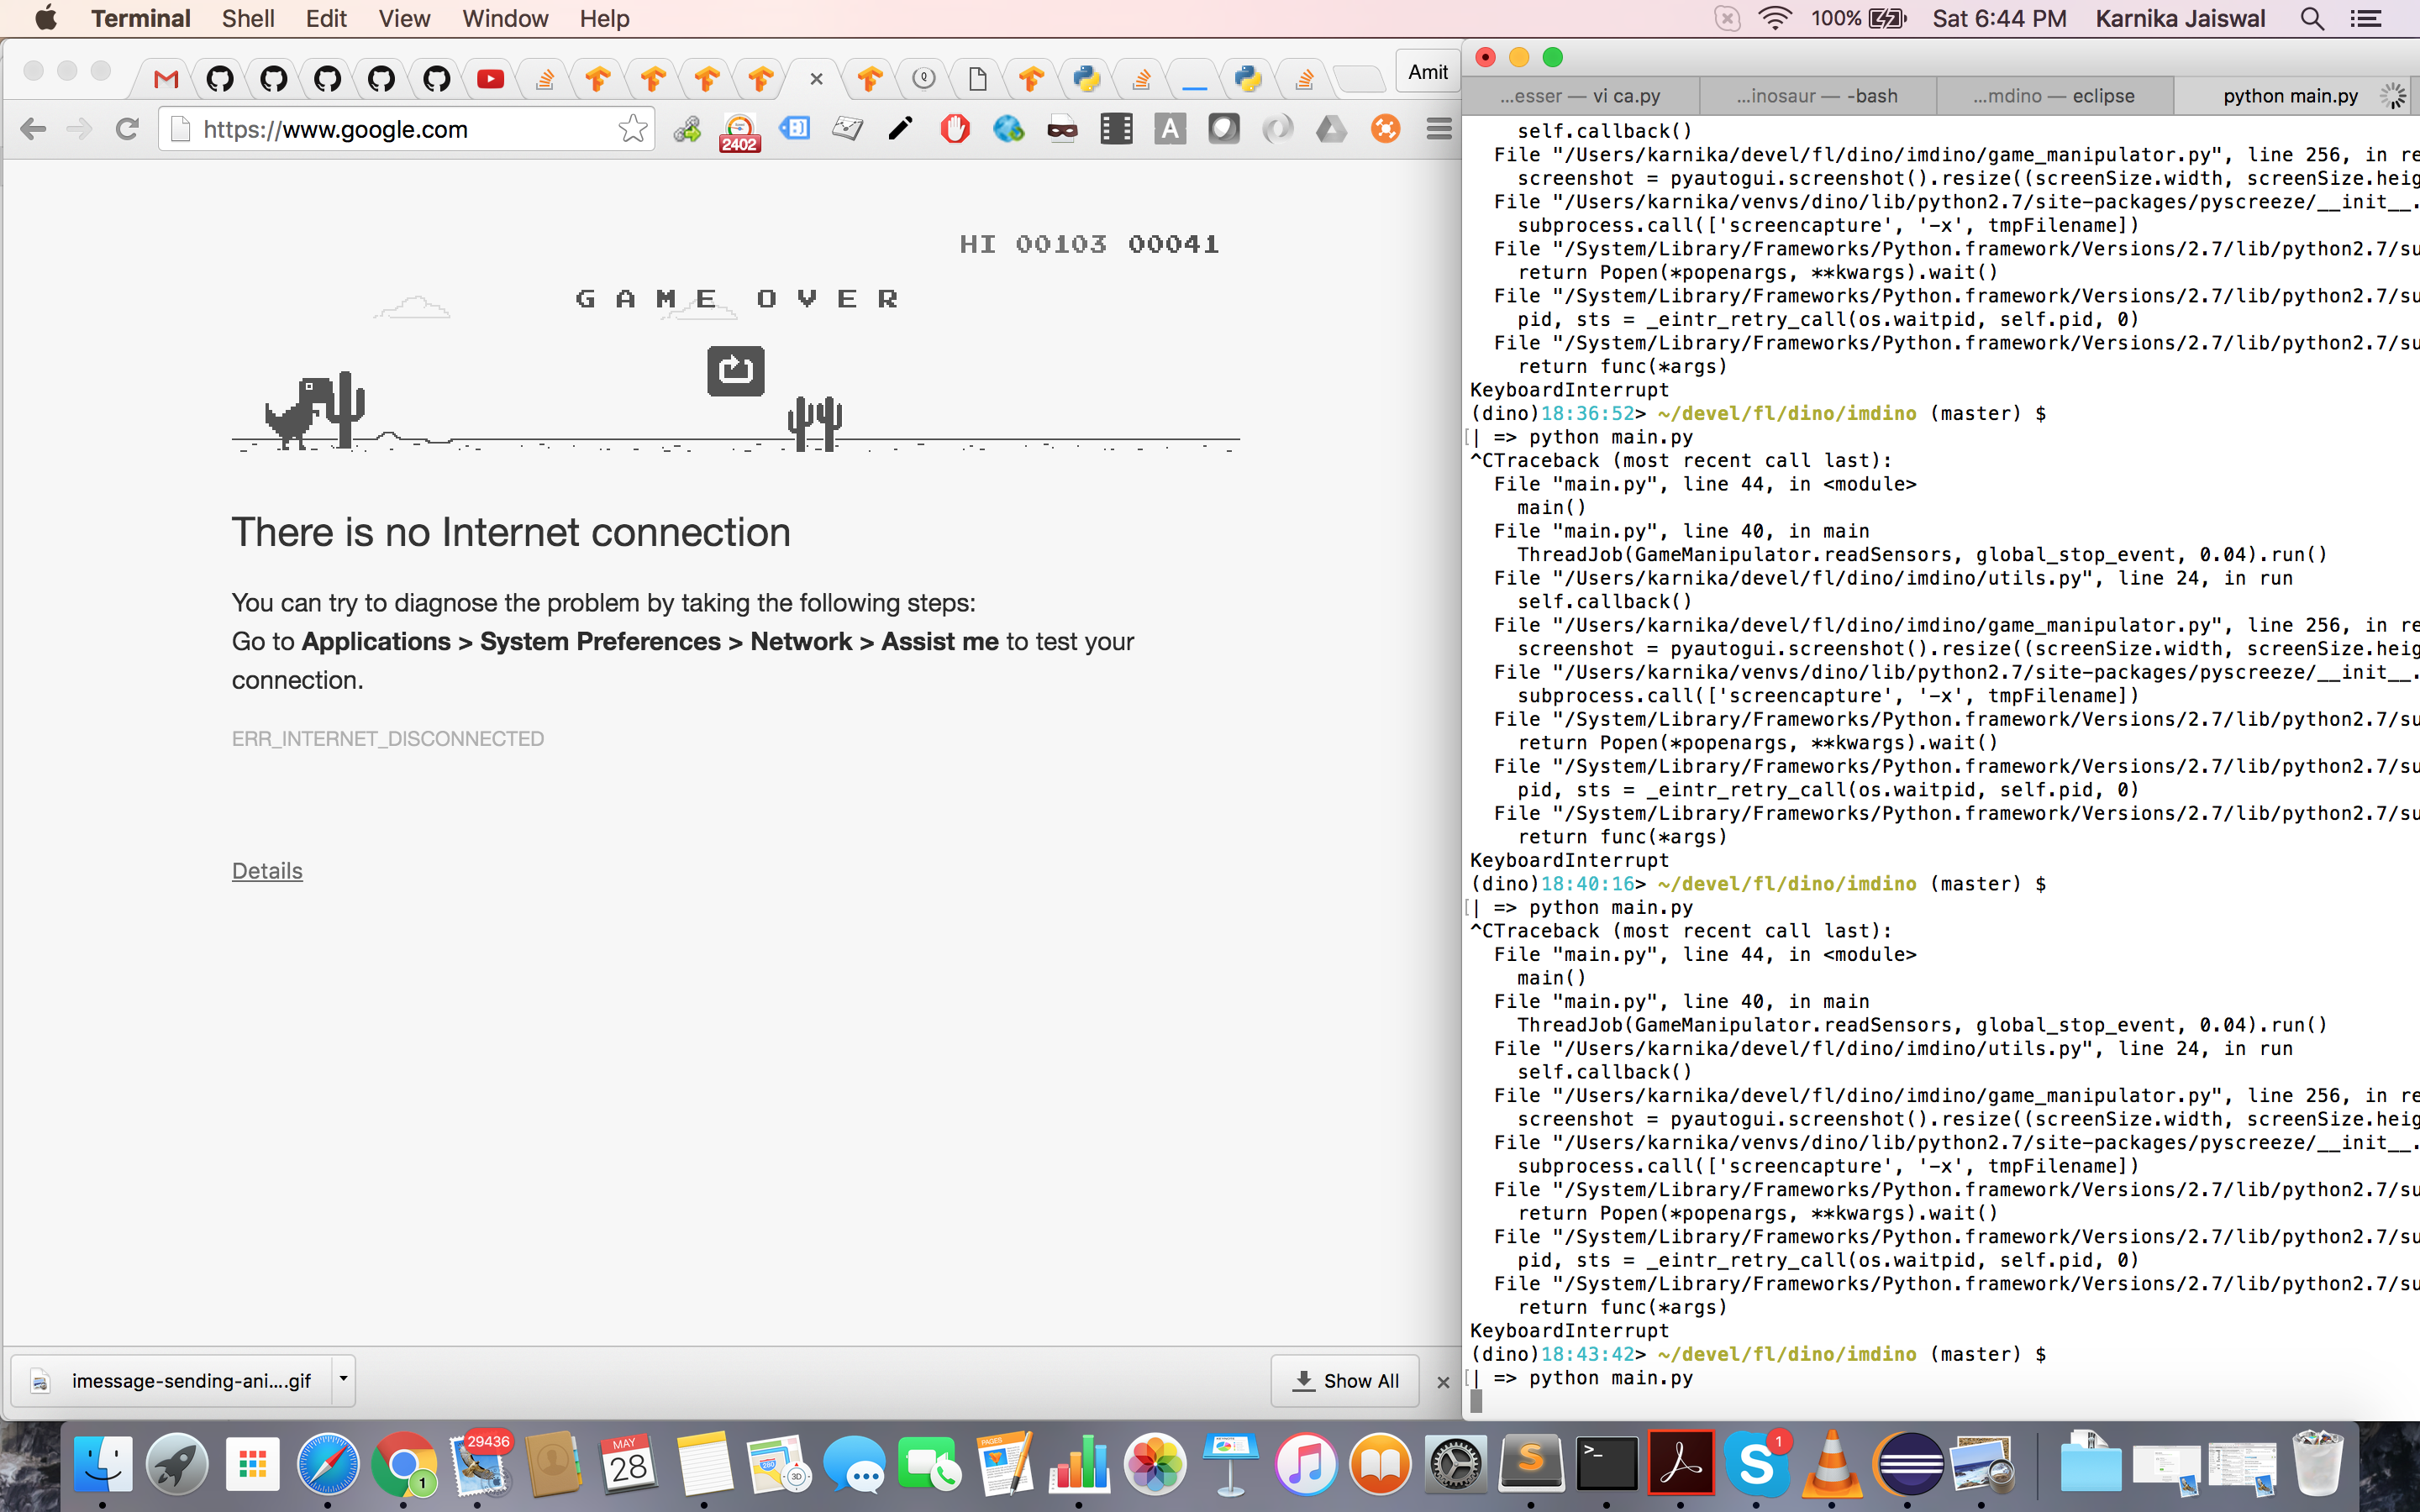 Terminal Shell Edit View Window Help 100% Sat 6:44 PM Karnika Jaiswal
Amit
https://www.google.com
2402
HI 00103 00041
GAME OVER
There is no Internet connection
You can try to diagnose the problem by taking the following steps:
Go to Applications > System Preferences > Network > Assist me to test your
connection.
ERR_INTERNET_DISCONNECTED
Details
imessage-sending-ani....gif
Show All
...esser — vi ca.py ...inosaur — -bash ...mdino — eclipse python main.py
self.callback()
File "/Users/karnika/devel/fl/dino/imdino/game_manipulator.py", line 256, in re
screenshot = pyautogui.screenshot().resize((screenSize.width, screenSize.heig
File "/Users/karnika/venvs/dino/lib/python2.7/site-packages/pyscreeze/__init__.
subprocess.call(['screencapture', '-x', tmpFilename])
File "/System/Library/Frameworks/Python.framework/Versions/2.7/lib/python2.7/su
return Popen(*popenargs, **kwargs).wait()
File "/System/Library/Frameworks/Python.framework/Versions/2.7/lib/python2.7/su
pid, sts = _eintr_retry_call(os.waitpid, self.pid, 0)
File "/System/Library/Frameworks/Python.framework/Versions/2.7/lib/python2.7/su
return func(*args)
KeyboardInterrupt
(dino)18:36:52> ~/devel/fl/dino/imdino (master) $
[| => python main.py
^CTraceback (most recent call last):
File "main.py", line 44, in <module>
main()
File "main.py", line 40, in main
ThreadJob(GameManipulator.readSensors, global_stop_event, 0.04).run()
File "/Users/karnika/devel/fl/dino/imdino/utils.py", line 24, in run
self.callback()
File "/Users/karnika/devel/fl/dino/imdino/game_manipulator.py", line 256, in re
screenshot = pyautogui.screenshot().resize((screenSize.width, screenSize.heig
File "/Users/karnika/venvs/dino/lib/python2.7/site-packages/pyscreeze/__init__.
subprocess.call(['screencapture', '-x', tmpFilename])
File "/System/Library/Frameworks/Python.framework/Versions/2.7/lib/python2.7/su
return Popen(*popenargs, **kwargs).wait()
File "/System/Library/Frameworks/Python.framework/Versions/2.7/lib/python2.7/su
pid, sts = _eintr_retry_call(os.waitpid, self.pid, 0)
File "/System/Library/Frameworks/Python.framework/Versions/2.7/lib/python2.7/su
return func(*args)
KeyboardInterrupt
(dino)18:40:16> ~/devel/fl/dino/imdino (master) $
[| => python main.py
^CTraceback (most recent call last):
File "main.py", line 44, in <module>
main()
File "main.py", line 40, in main
ThreadJob(GameManipulator.readSensors, global_stop_event, 0.04).run()
File "/Users/karnika/devel/fl/dino/imdino/utils.py", line 24, in run
self.callback()
File "/Users/karnika/devel/fl/dino/imdino/game_manipulator.py", line 256, in re
screenshot = pyautogui.screenshot().resize((screenSize.width, screenSize.heig
File "/Users/karnika/venvs/dino/lib/python2.7/site-packages/pyscreeze/__init__.
subprocess.call(['screencapture', '-x', tmpFilename])
File "/System/Library/Frameworks/Python.framework/Versions/2.7/lib/python2.7/su
return Popen(*popenargs, **kwargs).wait()
File "/System/Library/Frameworks/Python.framework/Versions/2.7/lib/python2.7/su
pid, sts = _eintr_retry_call(os.waitpid, self.pid, 0)
File "/System/Library/Frameworks/Python.framework/Versions/2.7/lib/python2.7/su
return func(*args)
KeyboardInterrupt
(dino)18:43:42> ~/devel/fl/dino/imdino (master) $
[| => python main.py
1 29436 MAY 28 PAGES 280 3D 1